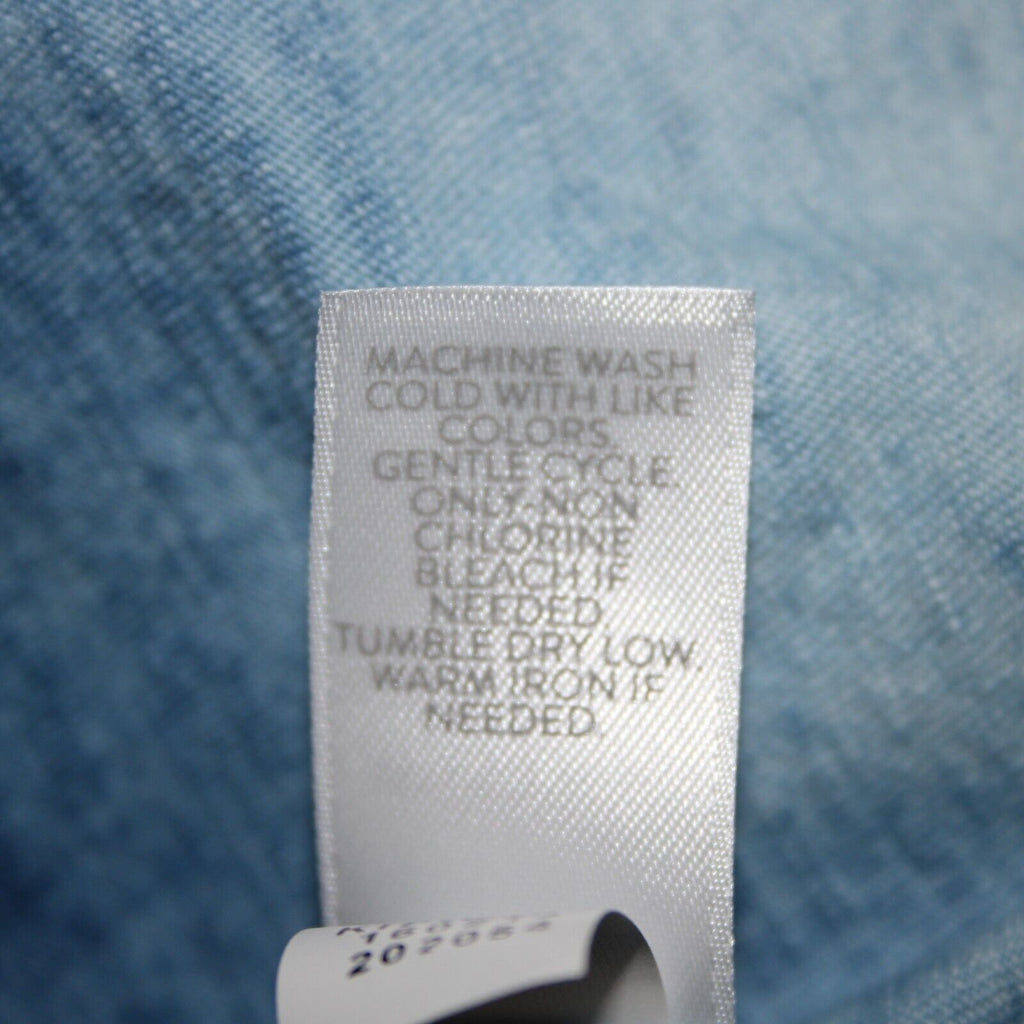 MACHINE WASH
COLD WITH LIKE
COLORS.
GENTLE CYCLE.
ONLY-NON
CHLORINE
BLEACH IF
NEEDED.
TUMBLE DRY LOW.
WARM IRON IF
NEEDED.
202084